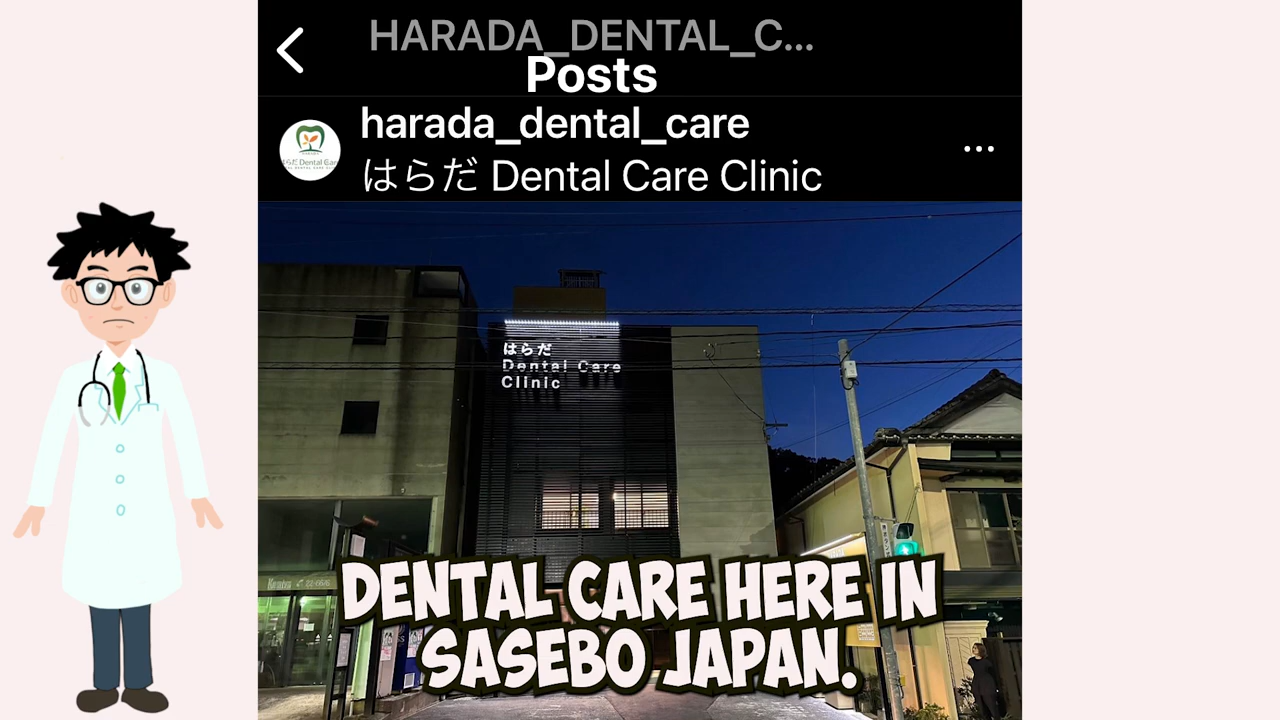 HARADA_DENTAL_C...
Posts
harada_dental_care
はらだ Dental Care Clinic
はらだ
Dental Care
Clinic
DENTAL CARE HERE IN
SASEBO JAPAN.